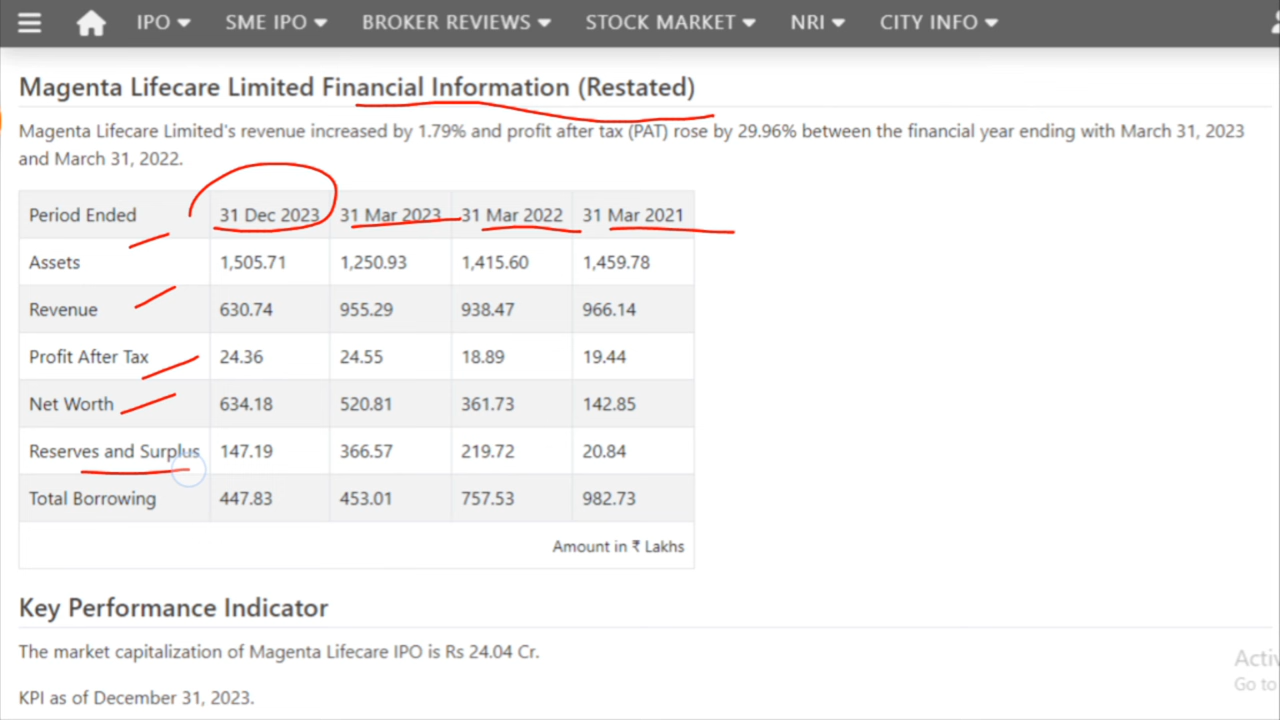 IPO SME IPO BROKER REVIEWS STOCK MARKET NRI CITY INFO
Magenta Lifecare Limited Financial Information (Restated)
Magenta Lifecare Limited's revenue increased by 1.79% and profit after tax (PAT) rose by 29.96% between the financial year ending with March 31, 2023
and March 31, 2022.
Period Ended 31 Dec 2023 31 Mar 2023 31 Mar 2022 31 Mar 2021
Assets 1,505.71 1,250.93 1,415.60 1,459.78
Revenue 630.74 955.29 938.47 966.14
Profit After Tax 24.36 24.55 18.89 19.44
Net Worth 634.18 520.81 361.73 142.85
Reserves and Surplus 147.19 366.57 219.72 20.84
Total Borrowing 447.83 453.01 757.53 982.73
Amount in ₹ Lakhs
Key Performance Indicator
The market capitalization of Magenta Lifecare IPO is Rs 24.04 Cr.
Activ
Go to
KPI as of December 31, 2023.